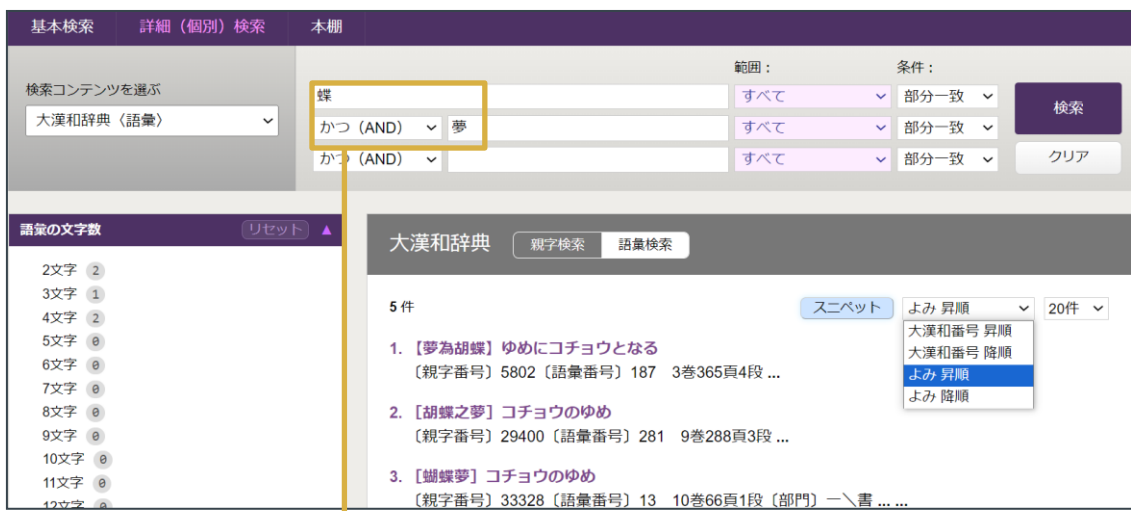 基本検索 詳細（個別）検索 本棚
範囲： 条件：
検索コンテンツを選ぶ
大漢和辞典〈語彙〉
蝶 すべて 部分一致 検索
かつ（AND） 夢 すべて 部分一致
かつ（AND） すべて 部分一致 クリア
語彙の文字数 リセット ▲
2文字 2
3文字 1
4文字 2
5文字 0
6文字 0
7文字 0
8文字 0
9文字 0
10文字 0
11文字 0
12文字 0
大漢和辞典 親字検索 語彙検索
5 件 スニペット よみ 昇順 20件
大漢和番号 昇順
大漢和番号 降順
よみ 昇順
よみ 降順
1. 【夢為胡蝶】ゆめにコチョウとなる
〔親字番号〕5802〔語彙番号〕187 3巻365頁4段 ...
2. ［胡蝶之夢］コチョウのゆめ
〔親字番号〕29400〔語彙番号〕281 9巻288頁3段 ...
3. ［蝴蝶夢］コチョウのゆめ
〔親字番号〕33328〔語彙番号〕13 10巻66頁1段〔部門〕一＼書 ... ...